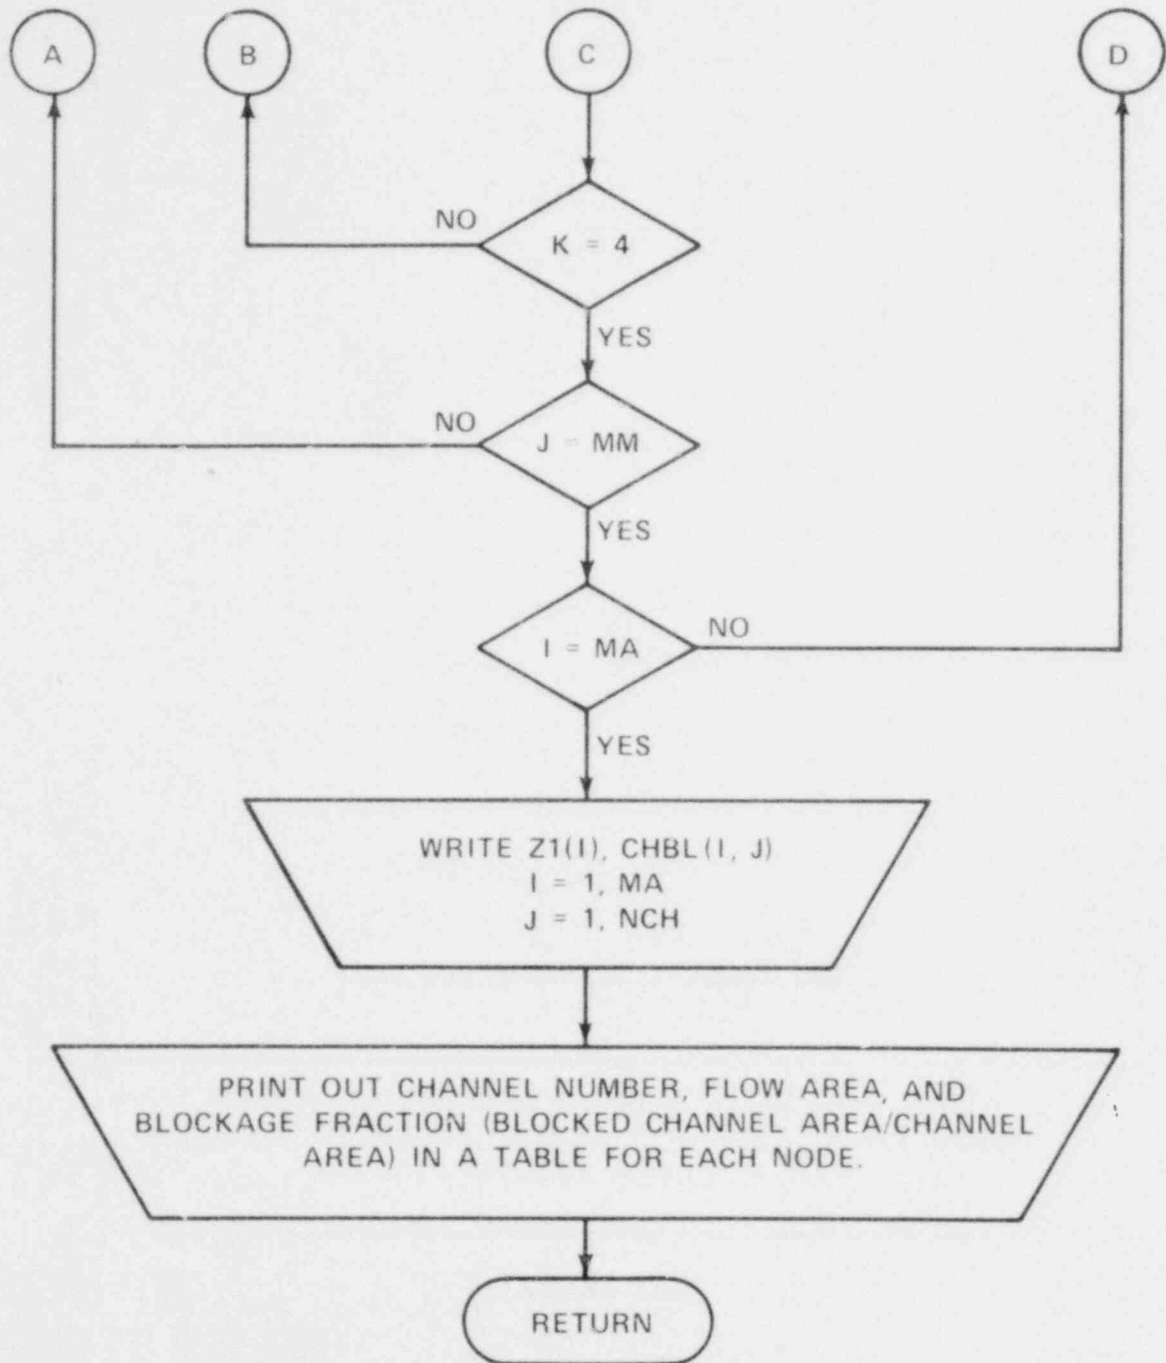 A
B
C
D
NO
K = 4
YES
NO
J = MM
YES
I = MA
NO
YES
WRITE Z1(I), CHBL(I, J)
I = 1, MA
J = 1, NCH
PRINT OUT CHANNEL NUMBER, FLOW AREA, AND
BLOCKAGE FRACTION (BLOCKED CHANNEL AREA/CHANNEL
AREA) IN A TABLE FOR EACH NODE.
RETURN